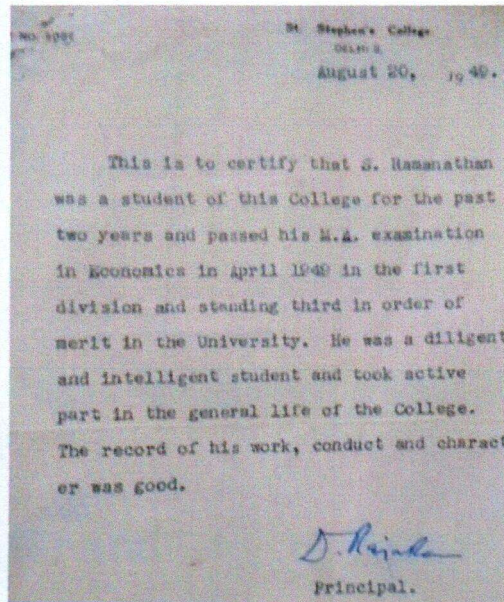 St. Stephen's College
DELHI 2.
August 20, 1949.
This is to certify that S. Ramanathan
was a student of this College for the past
two years and passed his M.A. examination
in Economics in April 1949 in the first
division and standing third in order of
merit in the University. He was a diligent
and intelligent student and took active
part in the general life of the College.
The record of his work, conduct and charact
er was good.
Principal.